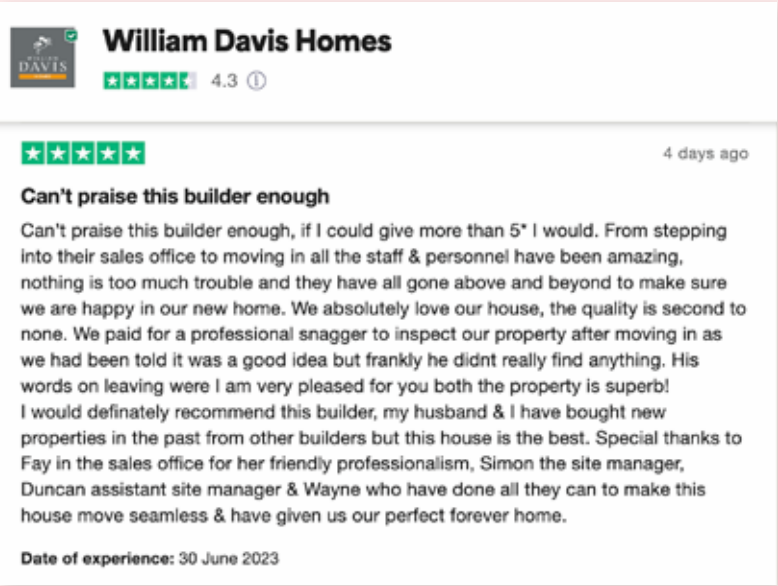 William Davis Homes
DAVIS
4.3
4 days ago
Can't praise this builder enough
Can't praise this builder enough, if I could give more than 5* I would. From stepping
into their sales office to moving in all the staff & personnel have been amazing,
nothing is too much trouble and they have all gone above and beyond to make sure
we are happy in our new home. We absolutely love our house, the quality is second to
none. We paid for a professional snagger to inspect our property after moving in as
we had been told it was a good idea but frankly he didnt really find anything. His
words on leaving were I am very pleased for you both the property is superb!
I would definately recommend this builder, my husband & I have bought new
properties in the past from other builders but this house is the best. Special thanks to
Fay in the sales office for her friendly professionalism, Simon the site manager,
Duncan assistant site manager & Wayne who have done all they can to make this
house move seamless & have given us our perfect forever home.
Date of experience: 30 June 2023